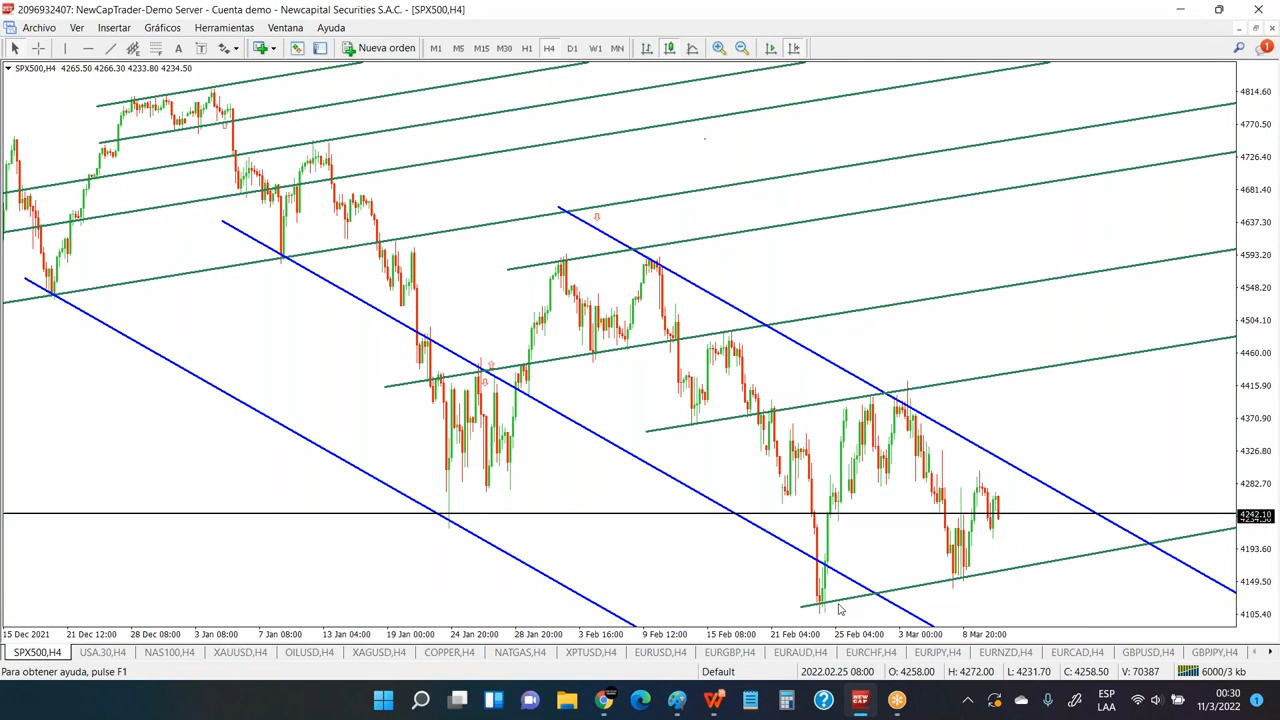 2096932407: NewCapTrader-Demo Server - Cuenta demo - Newcapital Securities S.A.C. - [SPX500,H4]
Archivo Ver Insertar Gráficos Herramientas Ventana Ayuda
A T Nueva orden M1 M5 M15 M30 H1 H4 D1 W1 MN 1
SPX500,H4 4265.50 4266.30 4233.80 4234.50
4814.60
4770.50
4726.40
4681.40
4637.30
4593.20
4548.20
4504.10
4460.00
4415.90
4370.90
4326.80
4282.70
4242.10
4193.60
4149.50
4105.40
15 Dec 2021 21 Dec 12:00 28 Dec 08:00 3 Jan 08:00 7 Jan 08:00 13 Jan 04:00 19 Jan 00:00 24 Jan 20:00 28 Jan 20:00 3 Feb 16:00 9 Feb 12:00 15 Feb 08:00 21 Feb 04:00 25 Feb 04:00 3 Mar 00:00 8 Mar 20:00
SPX500,H4 USA.30,H4 NAS100,H4 XAUUSD,H4 OILUSD,H4 XAGUSD,H4 COPPER,H4 NATGAS,H4 XPTUSD,H4 EURUSD,H4 EURGBP,H4 EURAUD,H4 EURCHF,H4 EURJPY,H4 EURNZD,H4 EURCAD,H4 GBPUSD,H4 GBPJPY,H4
Para obtener ayuda, pulse F1 Default 2022.02.25 08:00 O: 4258.00 H: 4272.00 L: 4231.70 C: 4258.50 V: 70387 6000/3 kb
NEW CAP ESP LAA 00:30 11/3/2022 1